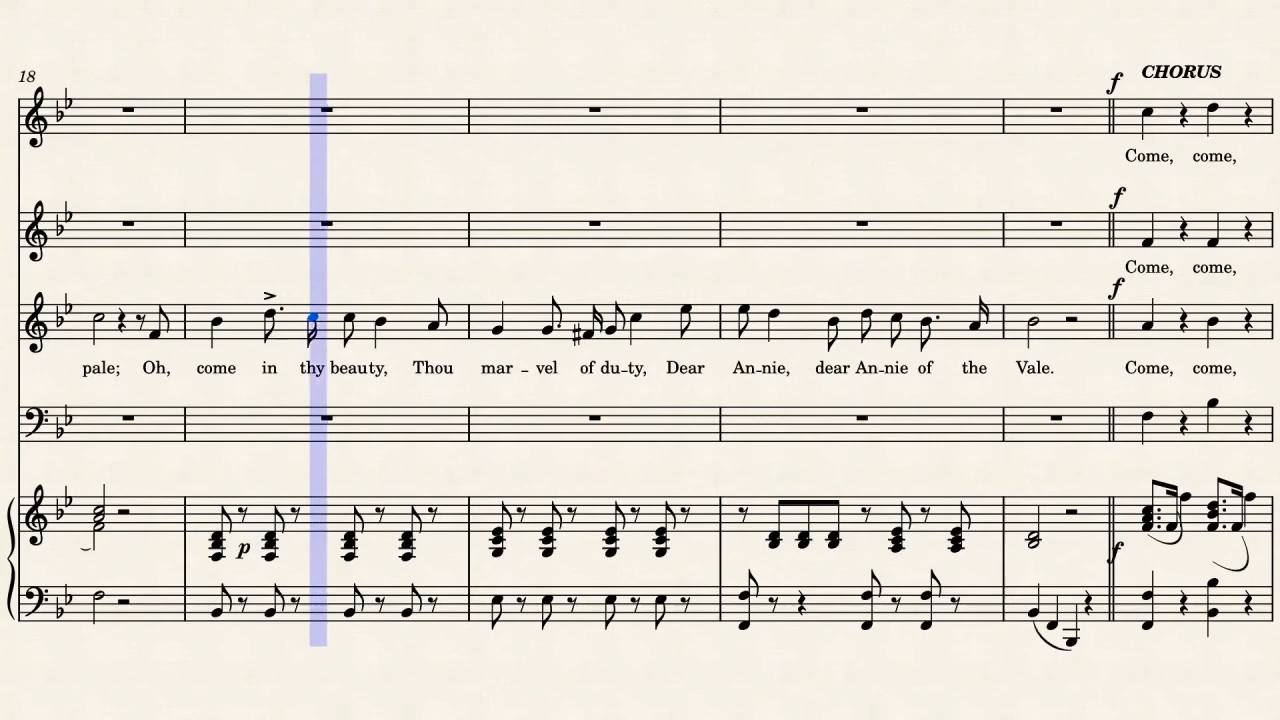 18
f CHORUS
Come, come,
f
Come, come,
f
pale; Oh, come in thy beauty, Thou mar - vel of du-ty, Dear An-nie, dear An-nie of the Vale. Come, come,
p
f